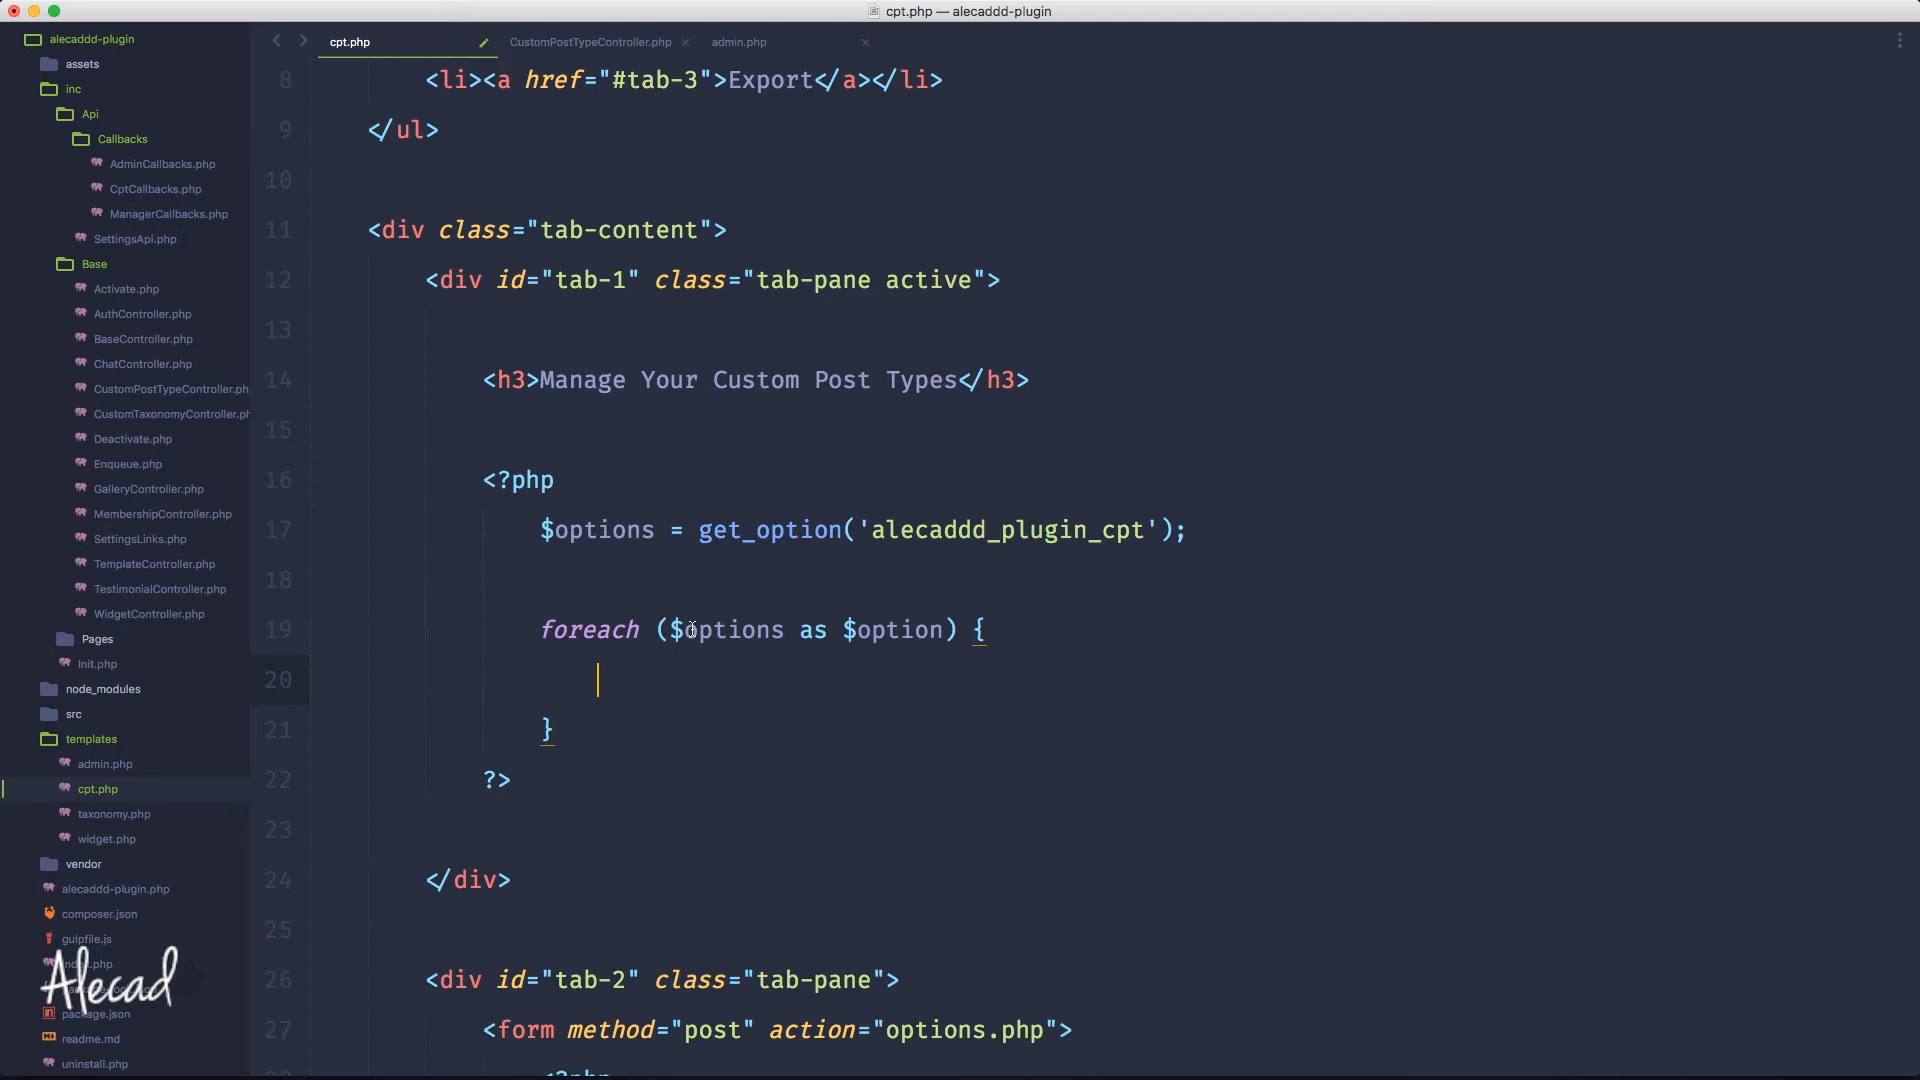 cpt.php — alecaddd-plugin
alecaddd-plugin
assets
inc
Api
Callbacks
AdminCallbacks.php
CptCallbacks.php
ManagerCallbacks.php
SettingsApi.php
Base
Activate.php
AuthController.php
BaseController.php
ChatController.php
CustomPostTypeController.ph
CustomTaxonomyController.ph
Deactivate.php
Enqueue.php
GalleryController.php
MembershipController.php
SettingsLinks.php
TemplateController.php
TestimonialController.php
WidgetController.php
Pages
Init.php
node_modules
src
templates
admin.php
cpt.php
taxonomy.php
widget.php
vendor
alecaddd-plugin.php
composer.json
gulpfile.js
Alecad
package.json
readme.md
uninstall.php
cpt.php
CustomPostTypeController.php
admin.php
8 <li><a href="#tab-3">Export</a></li>
9 </ul>
10
11 <div class="tab-content">
12 <div id="tab-1" class="tab-pane active">
13
14 <h3>Manage Your Custom Post Types</h3>
15
16 <?php
17 $options = get_option('alecaddd_plugin_cpt');
18
19 foreach ($options as $option) {
20
21 }
22 ?>
23
24 </div>
25
26 <div id="tab-2" class="tab-pane">
27 <form method="post" action="options.php">
<?php